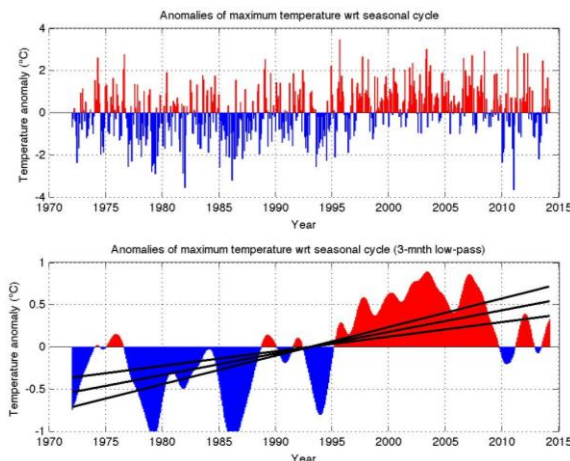 Anomalies of maximum temperature wrt seasonal cycle
4
2
0
-2
-4
Temperature anomaly (°C)
1970 1975 1980 1985 1990 1995 2000 2005 2010 2015
Year
Anomalies of maximum temperature wrt seasonal cycle (3-mnth low-pass)
1
0.5
0
-0.5
-1
Temperature anomaly (°C)
1970 1975 1980 1985 1990 1995 2000 2005 2010 2015
Year